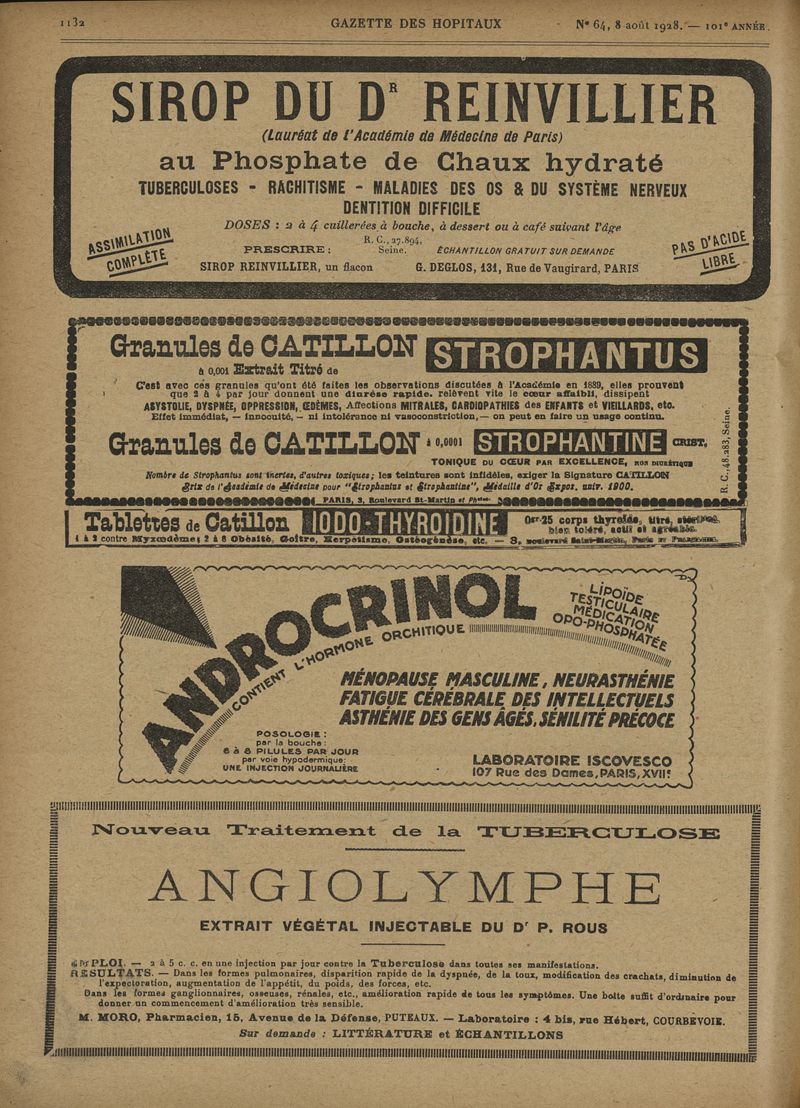 1132 GAZETTE DES HOPITAUX N° 64, 8 août 1928. — 101e ANNÉE.
SIROP DU Dr REINVILLIER
(Lauréat de l'Académie de Médecine de Paris)
au Phosphate de Chaux hydraté
TUBERCULOSES - RACHITISME - MALADIES DES OS & DU SYSTÈME NERVEUX
DENTITION DIFFICILE
DOSES : 2 à 4 cuillerées à bouche, à dessert ou à café suivant l'âge
ASSIMILATION
COMPLÈTE
R. C., 27.894,
Seine.
PRESCRIRE : ÉCHANTILLON GRATUIT SUR DEMANDE
SIROP REINVILLIER, un flacon G. DEGLOS, 131, Rue de Vaugirard, PARIS
PAS D'ACIDE
LIBRE
Granules de CATILLON STROPHANTUS
à 0,001 Extrait Titré de
C'est avec ces granules qu'ont été faites les observations discutées à l'Académie en 1889, elles prouvent
que 2 à 4 par jour donnent une diurèse rapide. relèvent vite le cœur affaibli, dissipent
ASYSTOLIE, DYSPNÉE, OPPRESSION, ŒDÈMES, Affections MITRALES, CARDIOPATHIES des ENFANTS et VIEILLARDS, etc.
Effet immédiat, — innocuité, — ni intolérance ni vasoconstriction, — on peut en faire un usage continu.
Granules de CATILLON à 0,0001 STROPHANTINE CRIST.
TONIQUE DU CŒUR PAR EXCELLENCE, NON DIURÉTIQUE
Nombre de Strophantus sont inertes, d'autres toxiques; les teintures sont infidèles, exiger la Signature CATILLON
Prix de l'Académie de Médecine pour "Strophantus et Strophantine", Médaille d'Or Expos. univ. 1900.
PARIS, 3, Boulevard St-Martin et Phies.
R. C., 48.283, Seine.
Tablettes de Catillon IODO-THYROIDINE
0gr25 corps thyroïde, titré, stérilisé,
bien toléré, actif et agréable.
1 à 2 contre Myxœdème; 2 à 8 Obésité, Goître, Herpétisme, Ostéogénèse, etc. — 3, Boulevard Saint-Martin, Paris et Pharmacies.
ANDROCRINOL
CONTIENT L'HORMONE ORCHITIQUE
LIPOÏDE
TESTICULAIRE
MÉDICATION
OPO-PHOSPHATÉE
MÉNOPAUSE MASCULINE, NEURASTHÉNIE
FATIGUE CÉRÉBRALE DES INTELLECTUELS
ASTHÉNIE DES GENS ÂGÉS, SÉNILITÉ PRÉCOCE
POSOLOGIE :
par la bouche :
6 à 8 PILULES PAR JOUR
par voie hypodermique :
UNE INJECTION JOURNALIÈRE
LABORATOIRE ISCOVESCO
107 Rue des Dames, PARIS, XVIIe
Nouveau Traitement de la TUBERCULOSE
ANGIOLYMPHE
EXTRAIT VÉGÉTAL INJECTABLE DU Dr P. ROUS
EMPLOI. — 2 à 5 c. c. en une injection par jour contre la Tuberculose dans toutes ses manifestations.
RESULTATS. — Dans les formes pulmonaires, disparition rapide de la dyspnée, de la toux, modification des crachats, diminution de
l'expectoration, augmentation de l'appétit, du poids, des forces, etc.
Dans les formes ganglionnaires, osseuses, rénales, etc., amélioration rapide de tous les symptômes. Une boîte suffit d'ordinaire pour
donner un commencement d'amélioration très sensible.
M. MORO, Pharmacien, 15, Avenue de la Défense, PUTEAUX. — Laboratoire : 4 bis, rue Hébert, COURBEVOIE.
Sur demande : LITTÉRATURE et ÉCHANTILLONS